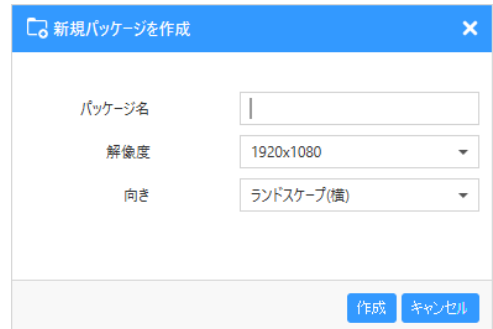 新規パッケージを作成
パッケージ名
解像度 1920x1080
向き ランドスケープ(横)
作成 キャンセル